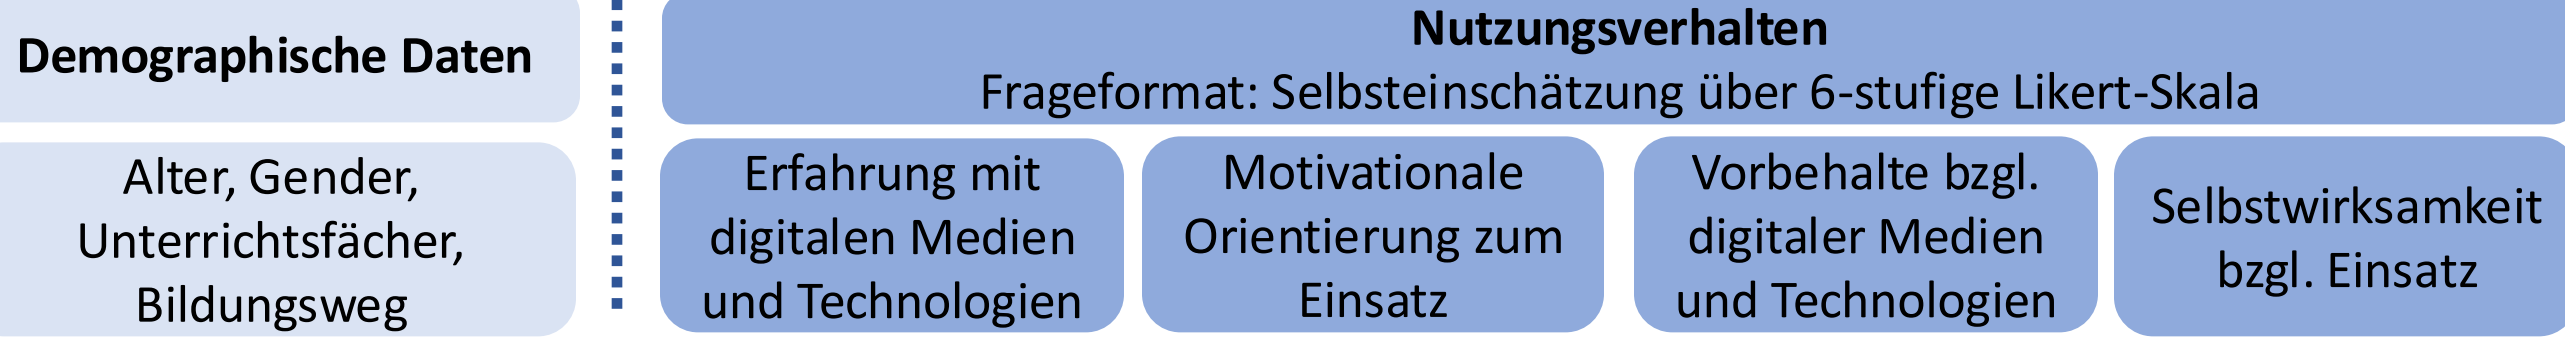 Demographische Daten
Alter, Gender,
Unterrichtsfächer,
Bildungsweg
Nutzungsverhalten
Frageformat: Selbsteinschätzung über 6-stufige Likert-Skala
Erfahrung mit
digitalen Medien
und Technologien
Motivationale
Orientierung zum
Einsatz
Vorbehalte bzgl.
digitaler Medien
und Technologien
Selbstwirksamkeit
bzgl. Einsatz